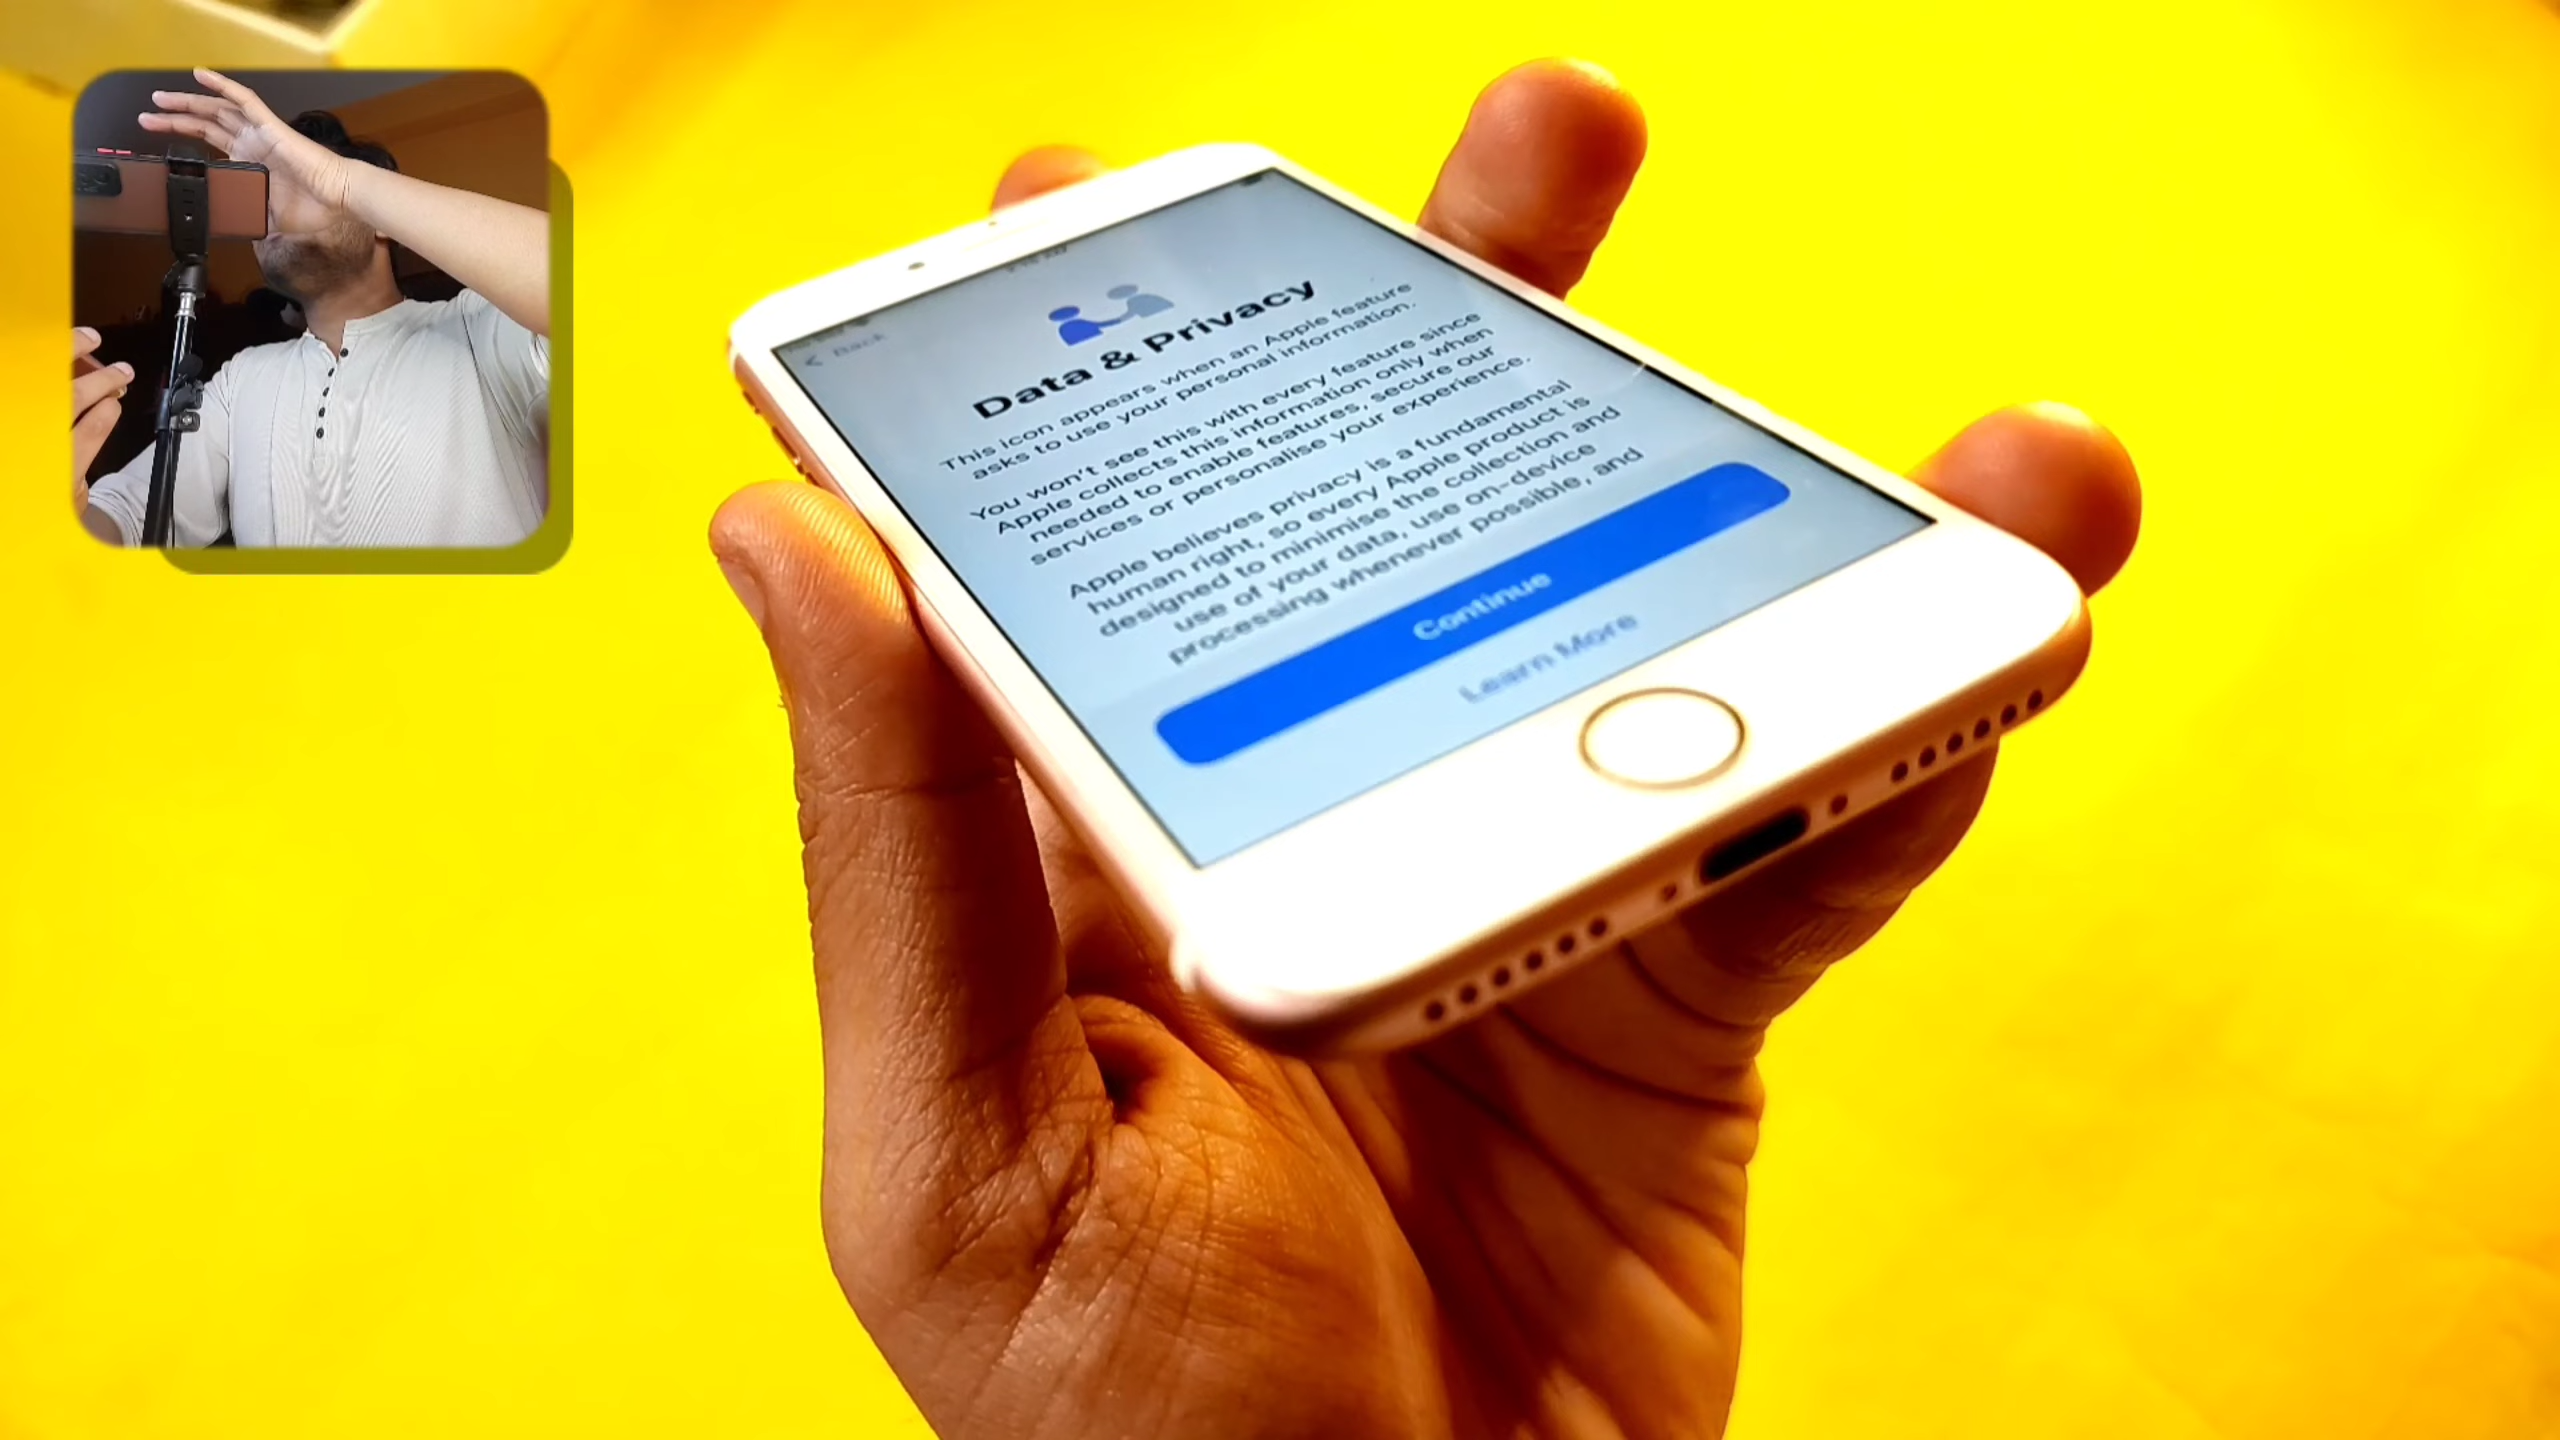 < Back
Data & Privacy
This icon appears when an Apple feature
asks to use your personal information.
You won't see this with every feature since
Apple collects this information only when
needed to enable features, secure our
services or personalise your experience.
Apple believes privacy is a fundamental
human right, so every Apple product is
designed to minimise the collection and
use of your data, use on-device
processing whenever possible, and
Continue
Learn More